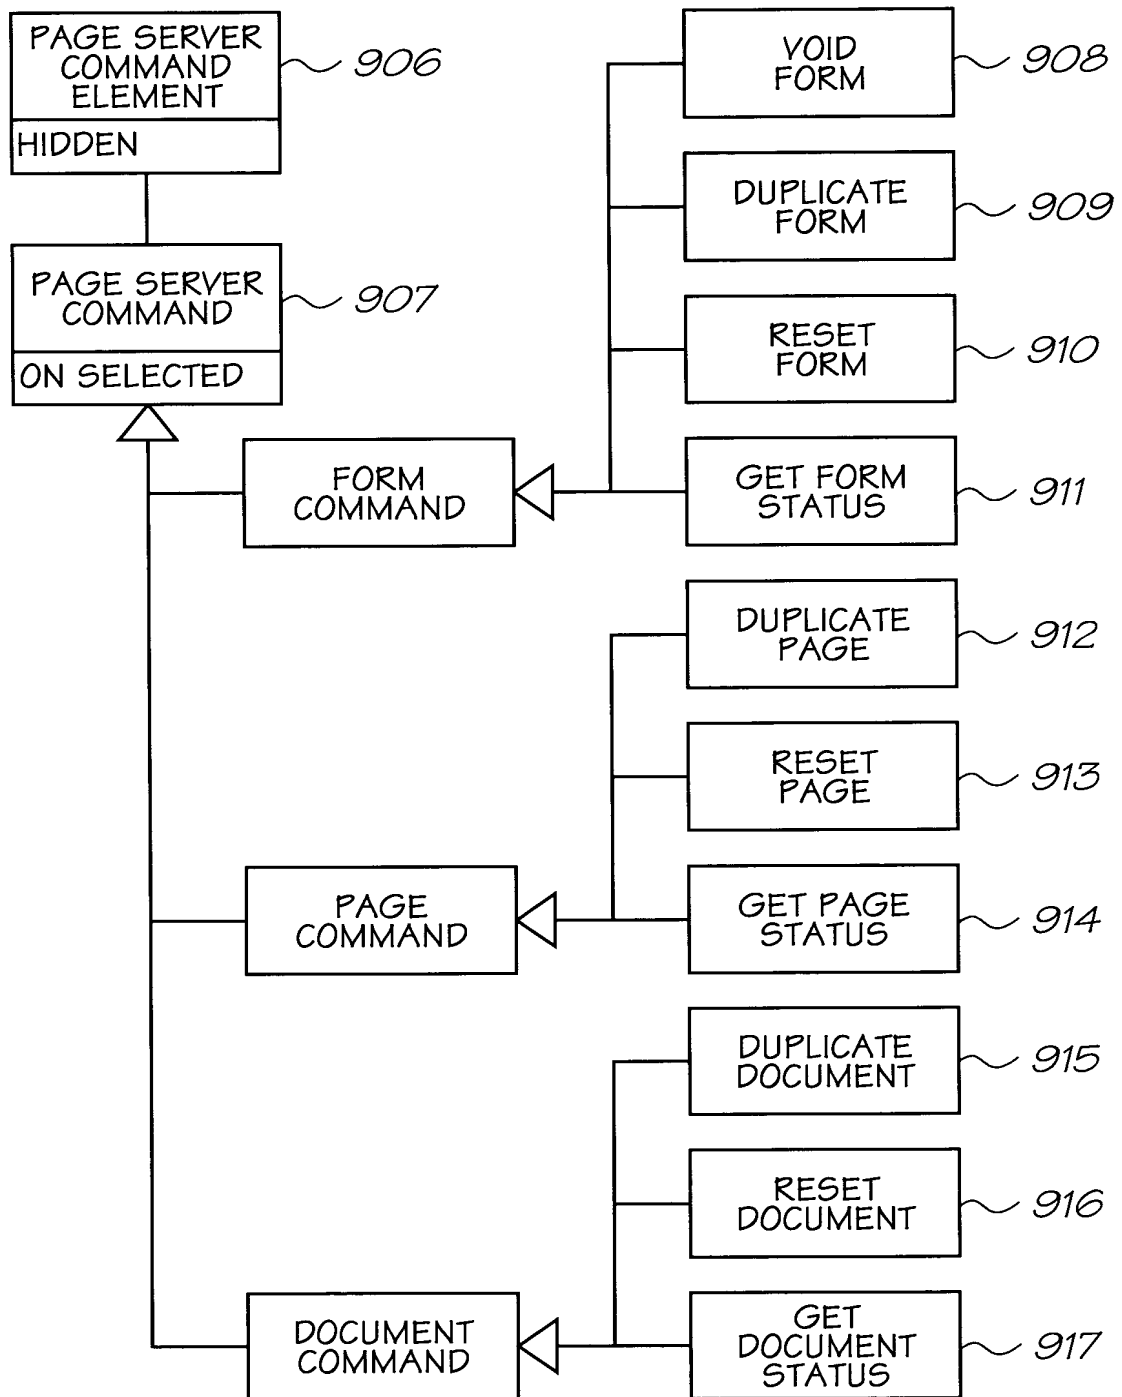 PAGE SERVER
COMMAND
ELEMENT
906
HIDDEN
PAGE SERVER
COMMAND
907
ON SELECTED
FORM
COMMAND
VOID
FORM
908
DUPLICATE
FORM
909
RESET
FORM
910
GET FORM
STATUS
911
PAGE
COMMAND
DUPLICATE
PAGE
912
RESET
PAGE
913
GET PAGE
STATUS
914
DOCUMENT
COMMAND
DUPLICATE
DOCUMENT
915
RESET
DOCUMENT
916
GET
DOCUMENT
STATUS
917